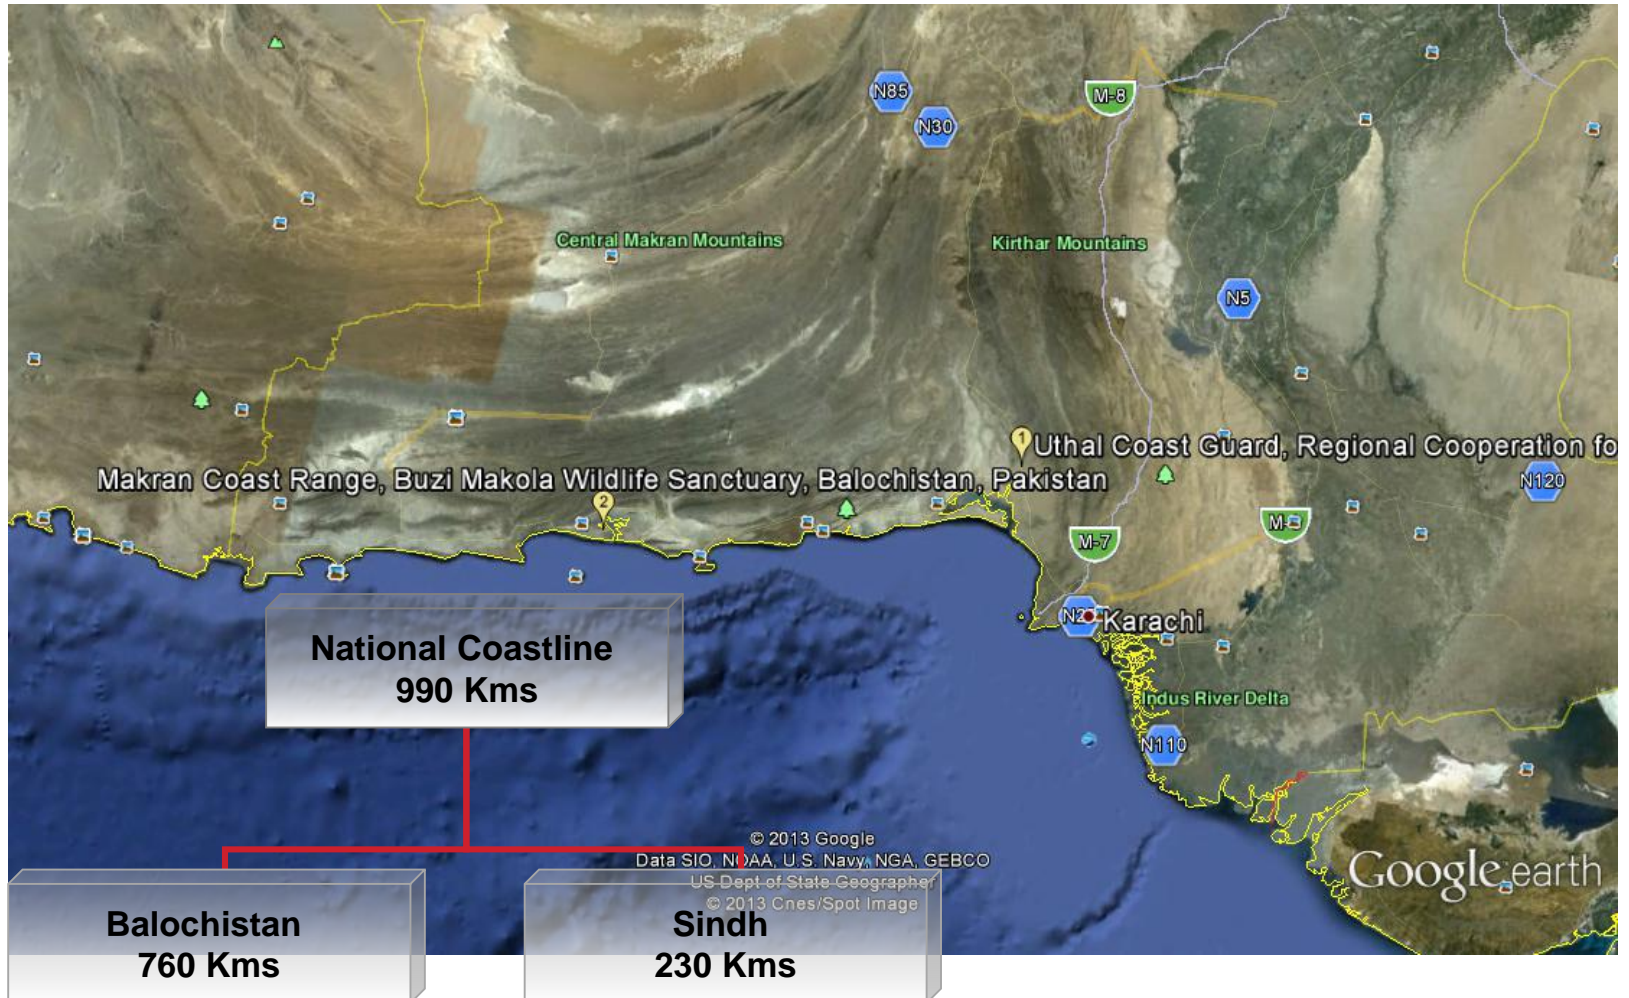 N85
N30
M-8
Central Makran Mountains
Kirthar Mountains
N5
1
Uthal Coast Guard, Regional Cooperation fo
Makran Coast Range, Buzi Makola Wildlife Sanctuary, Balochistan, Pakistan
N120
2
M-7
Karachi
National Coastline
990 Kms
Indus River Delta
N110
© 2013 Google
Data SIO, NOAA, U.S. Navy, NGA, GEBCO
US Dept of State Geographer
© 2013 Cnes/Spot Image
Google earth
Balochistan
760 Kms
Sindh
230 Kms